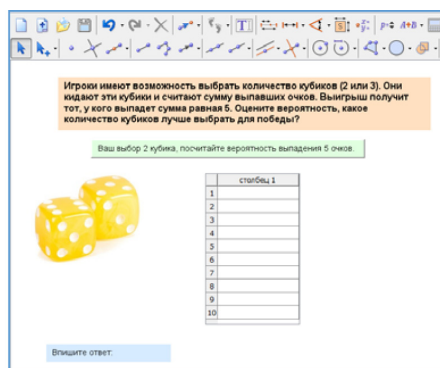 Игроки имеют возможность выбрать количество кубиков (2 или 3). Они
кидают эти кубики и считают сумму выпавших очков. Выигрыш получит
тот, у кого выпадет сумма равная 5. Оцените вероятность, какое
количество кубиков лучше выбрать для победы?
Ваш выбор 2 кубика, посчитайте вероятность выпадения 5 очков.
столбец 1
1
2
3
4
5
6
7
8
9
10
Впишите ответ: